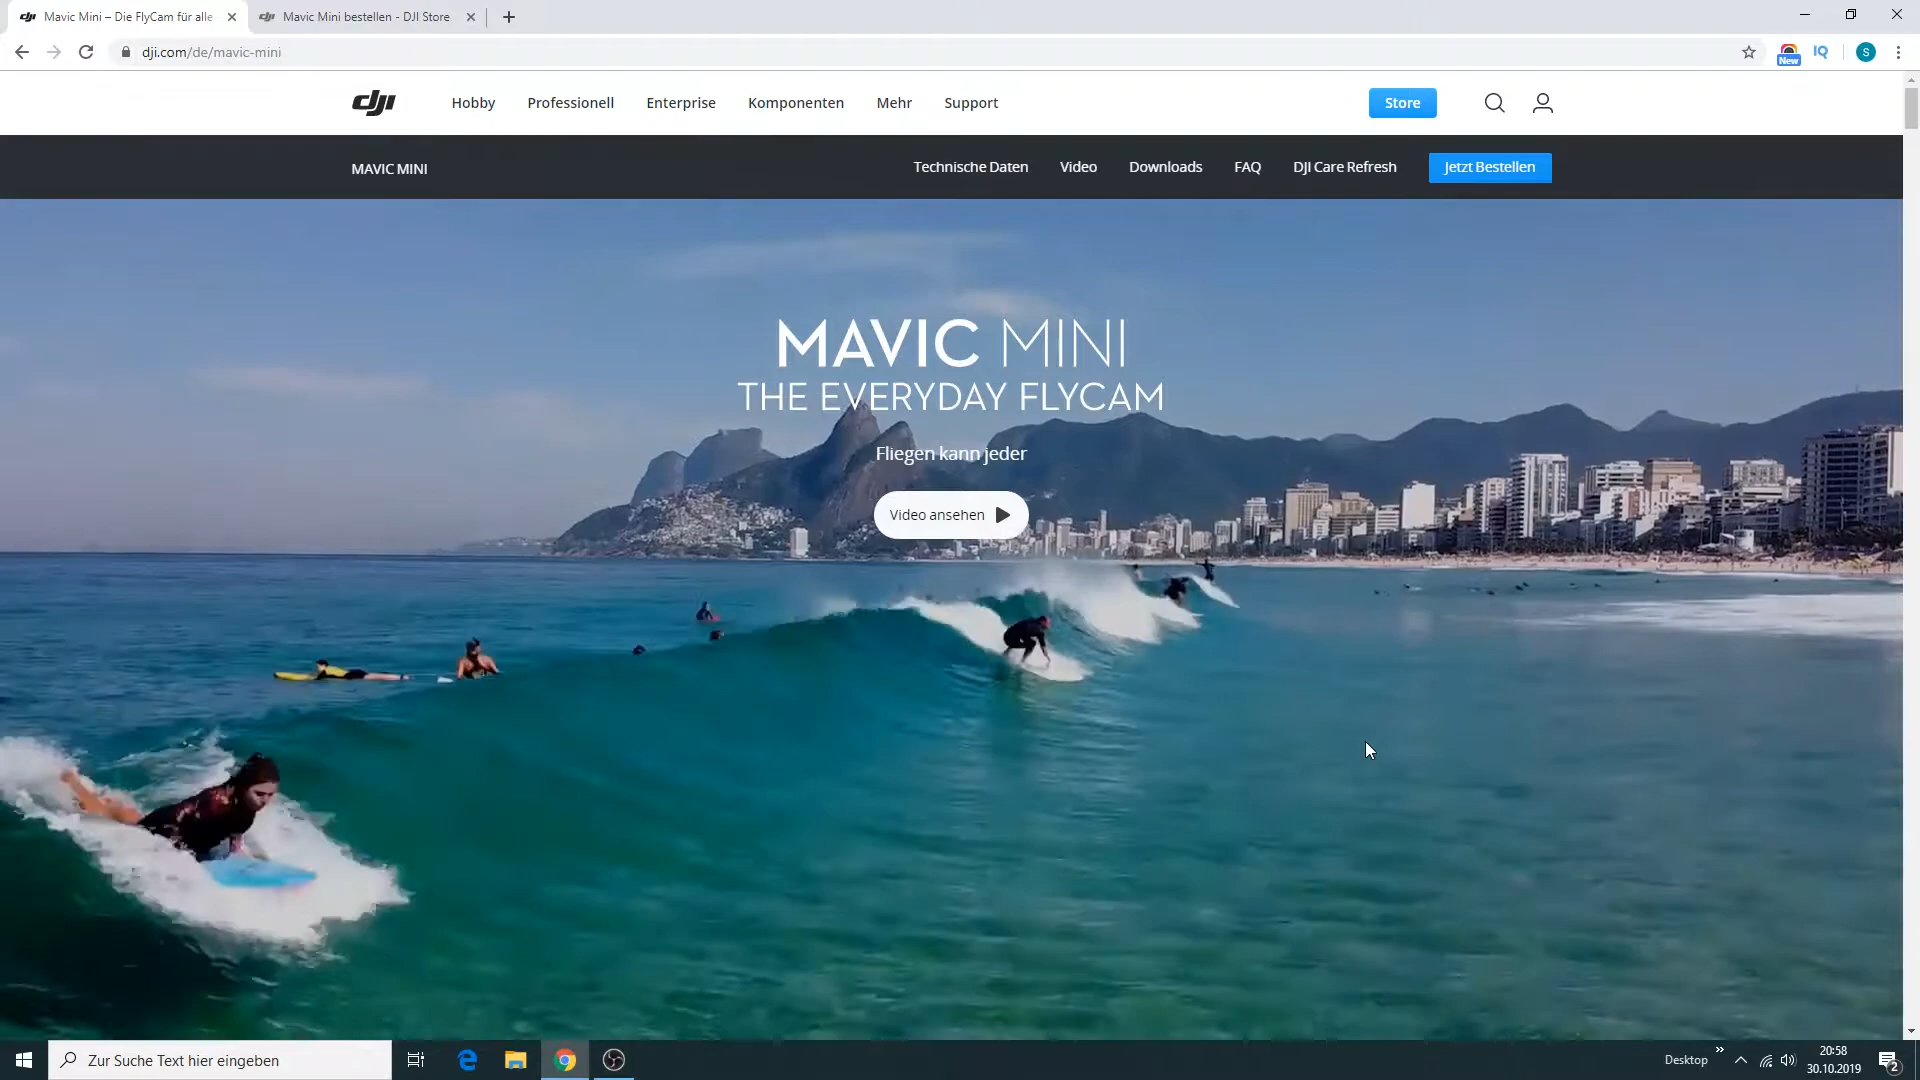 Mavic Mini – Die FlyCam für alle
Mavic Mini bestellen - DJI Store
dji.com/de/mavic-mini
New
IQ
S
dji
Hobby
Professionell
Enterprise
Komponenten
Mehr
Support
Store
MAVIC MINI
Technische Daten
Video
Downloads
FAQ
DJI Care Refresh
Jetzt Bestellen
MAVIC MINI
THE EVERYDAY FLYCAM
Fliegen kann jeder
Video ansehen
Zur Suche Text hier eingeben
Desktop
20:58
30.10.2019
2